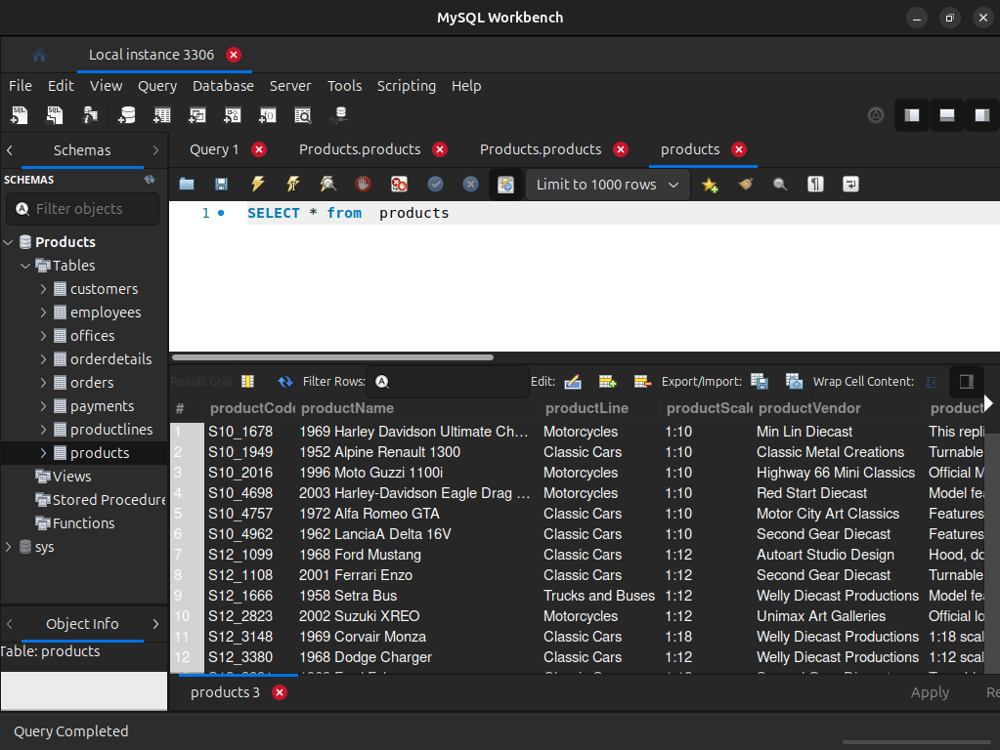 MySQL Workbench
Local instance 3306
File Edit View Query Database Server Tools Scripting Help
Schemas
Query 1 Products.products Products.products products
SCHEMAS
Filter objects
Limit to 1000 rows
1 SELECT * from products
Products
Tables
customers
employees
offices
orderdetails
orders
payments
productlines
products
Views
Stored Procedure
Functions
sys
Result Grid Filter Rows: Edit: Export/Import: Wrap Cell Content:
# productCode productName productLine productScale productVendor product
1 S10_1678 1969 Harley Davidson Ultimate Ch... Motorcycles 1:10 Min Lin Diecast This repli
2 S10_1949 1952 Alpine Renault 1300 Classic Cars 1:10 Classic Metal Creations Turnable
3 S10_2016 1996 Moto Guzzi 1100i Motorcycles 1:10 Highway 66 Mini Classics Official M
4 S10_4698 2003 Harley-Davidson Eagle Drag ... Motorcycles 1:10 Red Start Diecast Model fea
5 S10_4757 1972 Alfa Romeo GTA Classic Cars 1:10 Motor City Art Classics Features
6 S10_4962 1962 LanciaA Delta 16V Classic Cars 1:10 Second Gear Diecast Features
7 S12_1099 1968 Ford Mustang Classic Cars 1:12 Autoart Studio Design Hood, do
8 S12_1108 2001 Ferrari Enzo Classic Cars 1:12 Second Gear Diecast Turnable
9 S12_1666 1958 Setra Bus Trucks and Buses 1:12 Welly Diecast Productions Model fea
10 S12_2823 2002 Suzuki XREO Motorcycles 1:12 Unimax Art Galleries Official lo
11 S12_3148 1969 Corvair Monza Classic Cars 1:18 Welly Diecast Productions 1:18 scal
12 S12_3380 1968 Dodge Charger Classic Cars 1:12 Welly Diecast Productions 1:12 scal
Object Info
Table: products
products 3 Apply Re
Query Completed